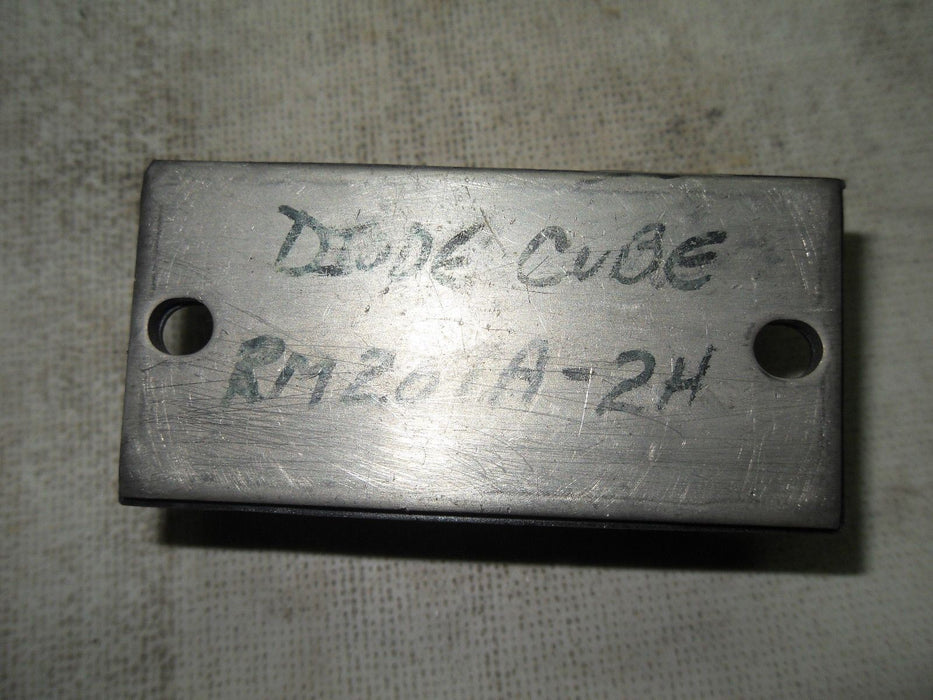 DIODE CUBE
RM20TA-2H